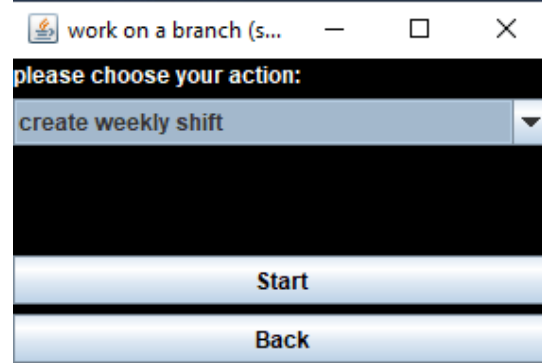 work on a branch (s...
please choose your action:
create weekly shift
Start
Back